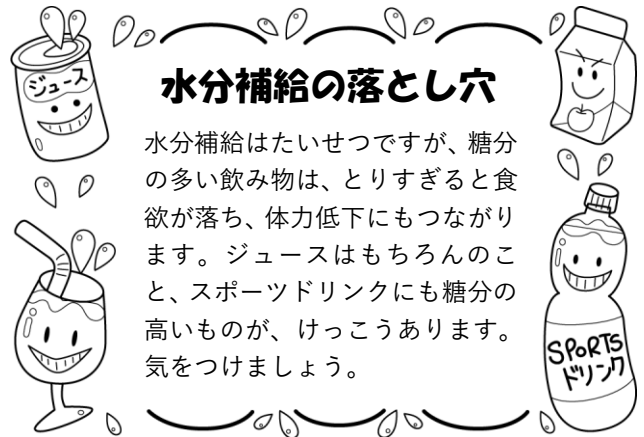 水分補給の落とし穴
水分補給はたいせつですが、糖分
の多い飲み物は、とりすぎると食
欲が落ち、体力低下にもつながり
ます。ジュースはもちろんのこ
と、スポーツドリンクにも糖分の
高いものが、けっこうあります。
気をつけましょう。
ジュース
SPORTS
ドリンク